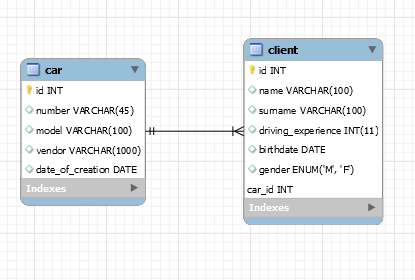 car
id INT
number VARCHAR(45)
model VARCHAR(100)
vendor VARCHAR(1000)
date_of_creation DATE
Indexes
client
id INT
name VARCHAR(100)
surname VARCHAR(100)
driving_experience INT(11)
birthdate DATE
gender ENUM('M', 'F')
car_id INT
Indexes